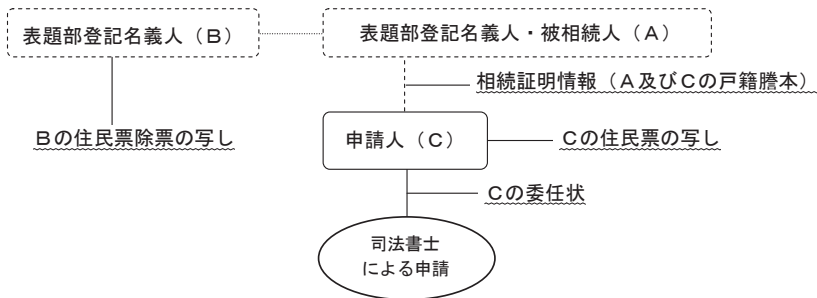 表題部登記名義人（B）
表題部登記名義人・被相続人（A）
相続証明情報（A及びCの戸籍謄本）
Bの住民票除票の写し
申請人（C）
Cの住民票の写し
Cの委任状
司法書士
による申請